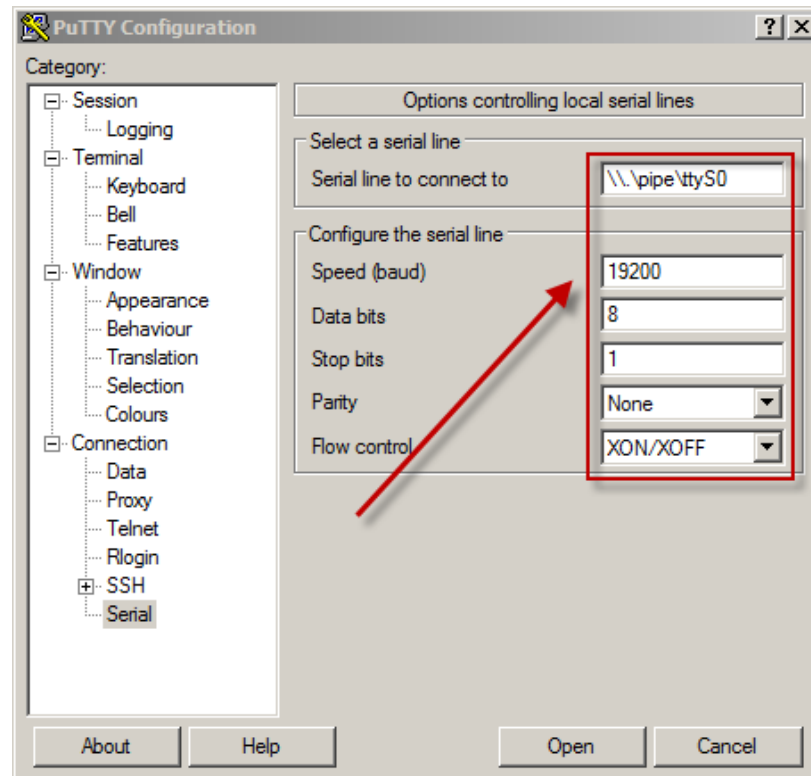 PuTTY Configuration
Category:
Session
Logging
Terminal
Keyboard
Bell
Features
Window
Appearance
Behaviour
Translation
Selection
Colours
Connection
Data
Proxy
Telnet
Rlogin
SSH
Serial
Options controlling local serial lines
Select a serial line
Serial line to connect to \\.\pipe\ttyS0
Configure the serial line
Speed (baud) 19200
Data bits 8
Stop bits 1
Parity None
Flow control XON/XOFF
About Help Open Cancel